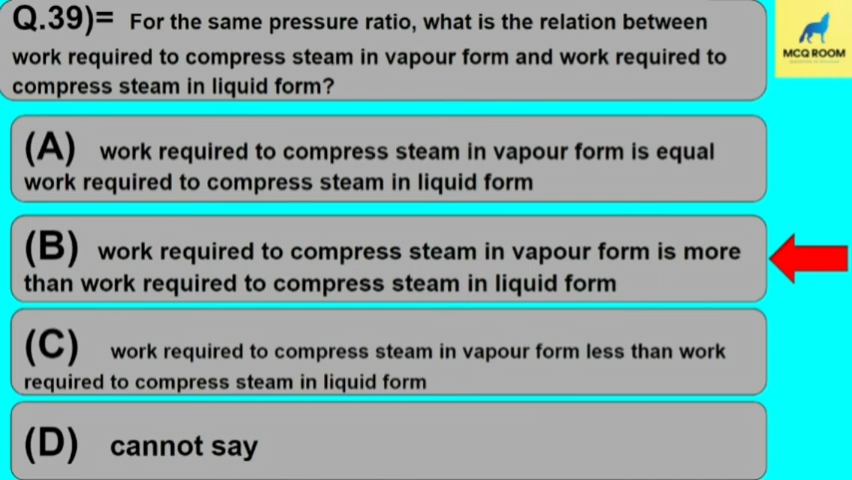 Q.39)= For the same pressure ratio, what is the relation between
work required to compress steam in vapour form and work required to
compress steam in liquid form?
MCQ ROOM
(A) work required to compress steam in vapour form is equal
work required to compress steam in liquid form
(B) work required to compress steam in vapour form is more
than work required to compress steam in liquid form
(C) work required to compress steam in vapour form less than work
required to compress steam in liquid form
(D) cannot say